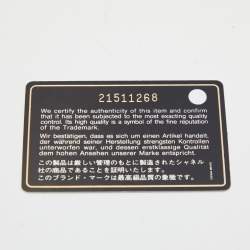 21511268
We certify the authenticity of this item and confirm
that it has been subjected to the most exacting quality
control. Its high quality is a symbol of the fine reputation
of the Trademark.
Wir bestätigen, dass es sich um einen Artikel handelt,
der während seiner Herstellung strengsten Kontrollen
unterworfen war, und dessen erstklassige Qualität
dem hohen Ansehen unserer Marke entspricht.
この製品は厳しい管理のもとに製造されたシャネル
社の商品であることを証明いたします。
このブランド・マークは最高級品質の象徴です。